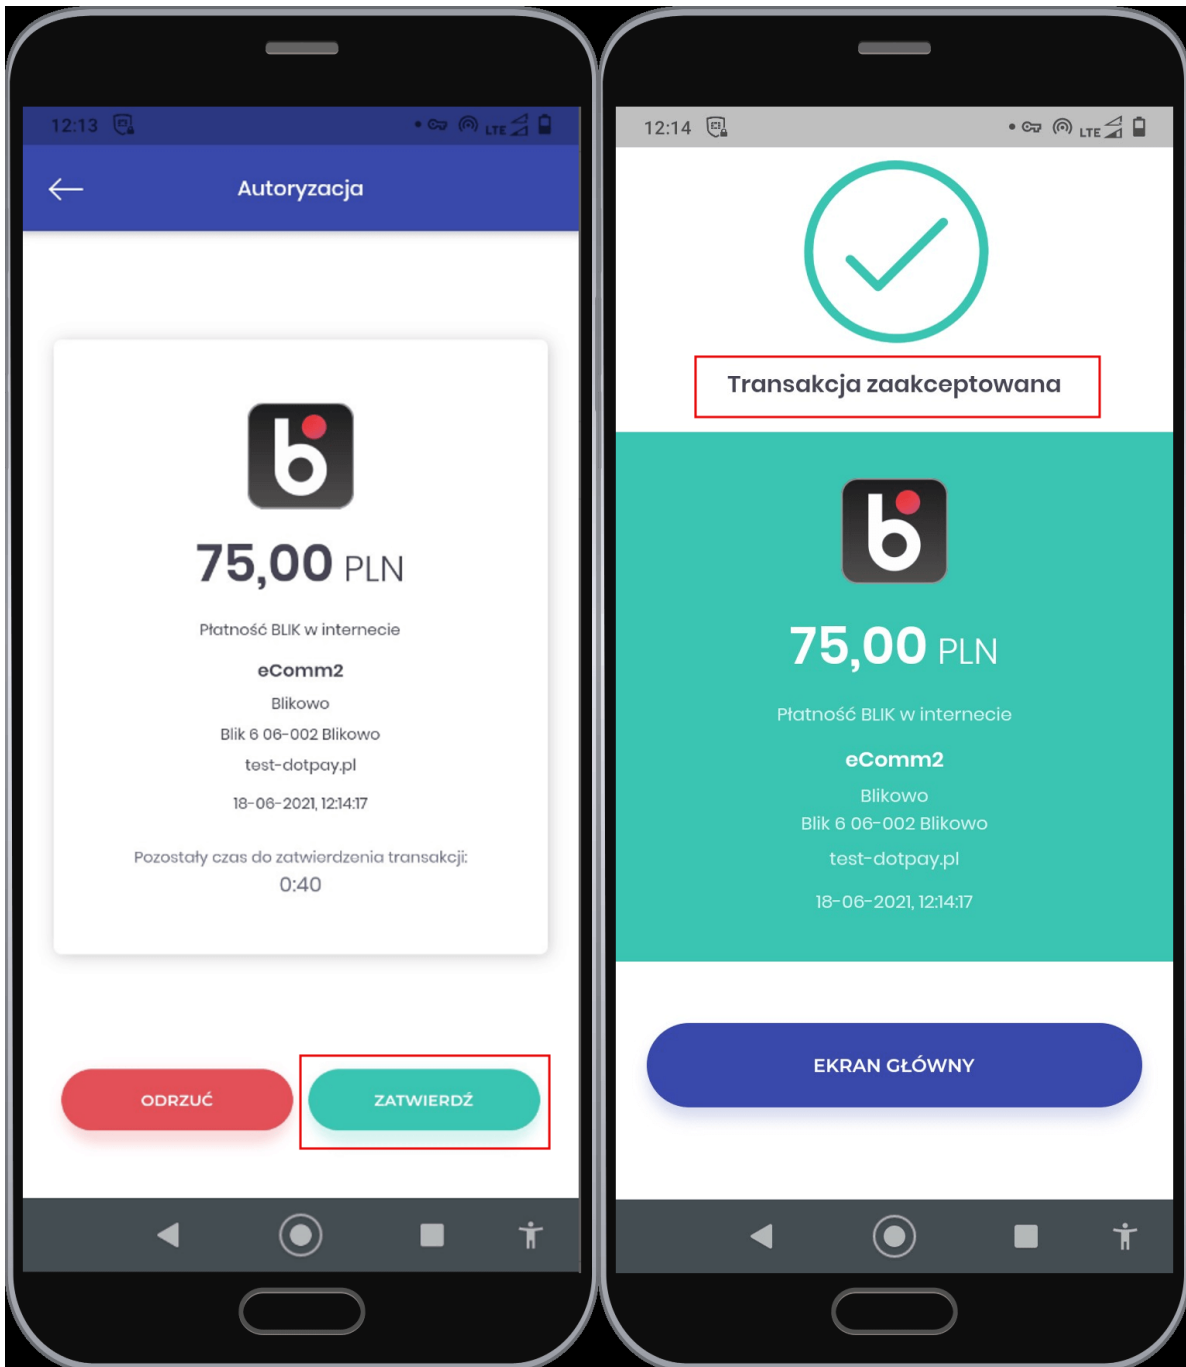 12:13
LTE
Autoryzacja
b
75,00 PLN
Płatność BLIK w internecie
eComm2
Blikowo
Blik 6 06-002 Blikowo
test-dotpay.pl
18-06-2021, 12:14:17
Pozostały czas do zatwierdzenia transakcji:
0:40
ODRZUĆ
ZATWIERDŹ
12:14
LTE
Transakcja zaakceptowana
b
75,00 PLN
Płatność BLIK w internecie
eComm2
Blikowo
Blik 6 06-002 Blikowo
test-dotpay.pl
18-06-2021, 12:14:17
EKRAN GŁÓWNY